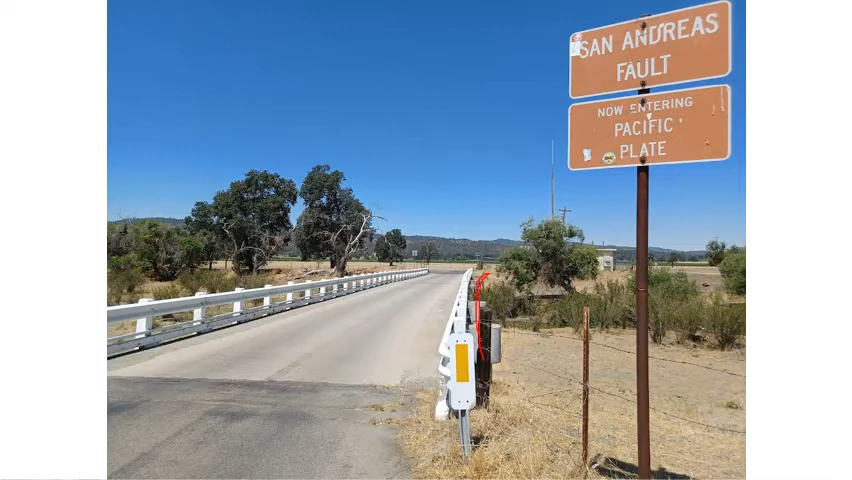 SAN ANDREAS
FAULT
NOW ENTERING
PACIFIC
PLATE